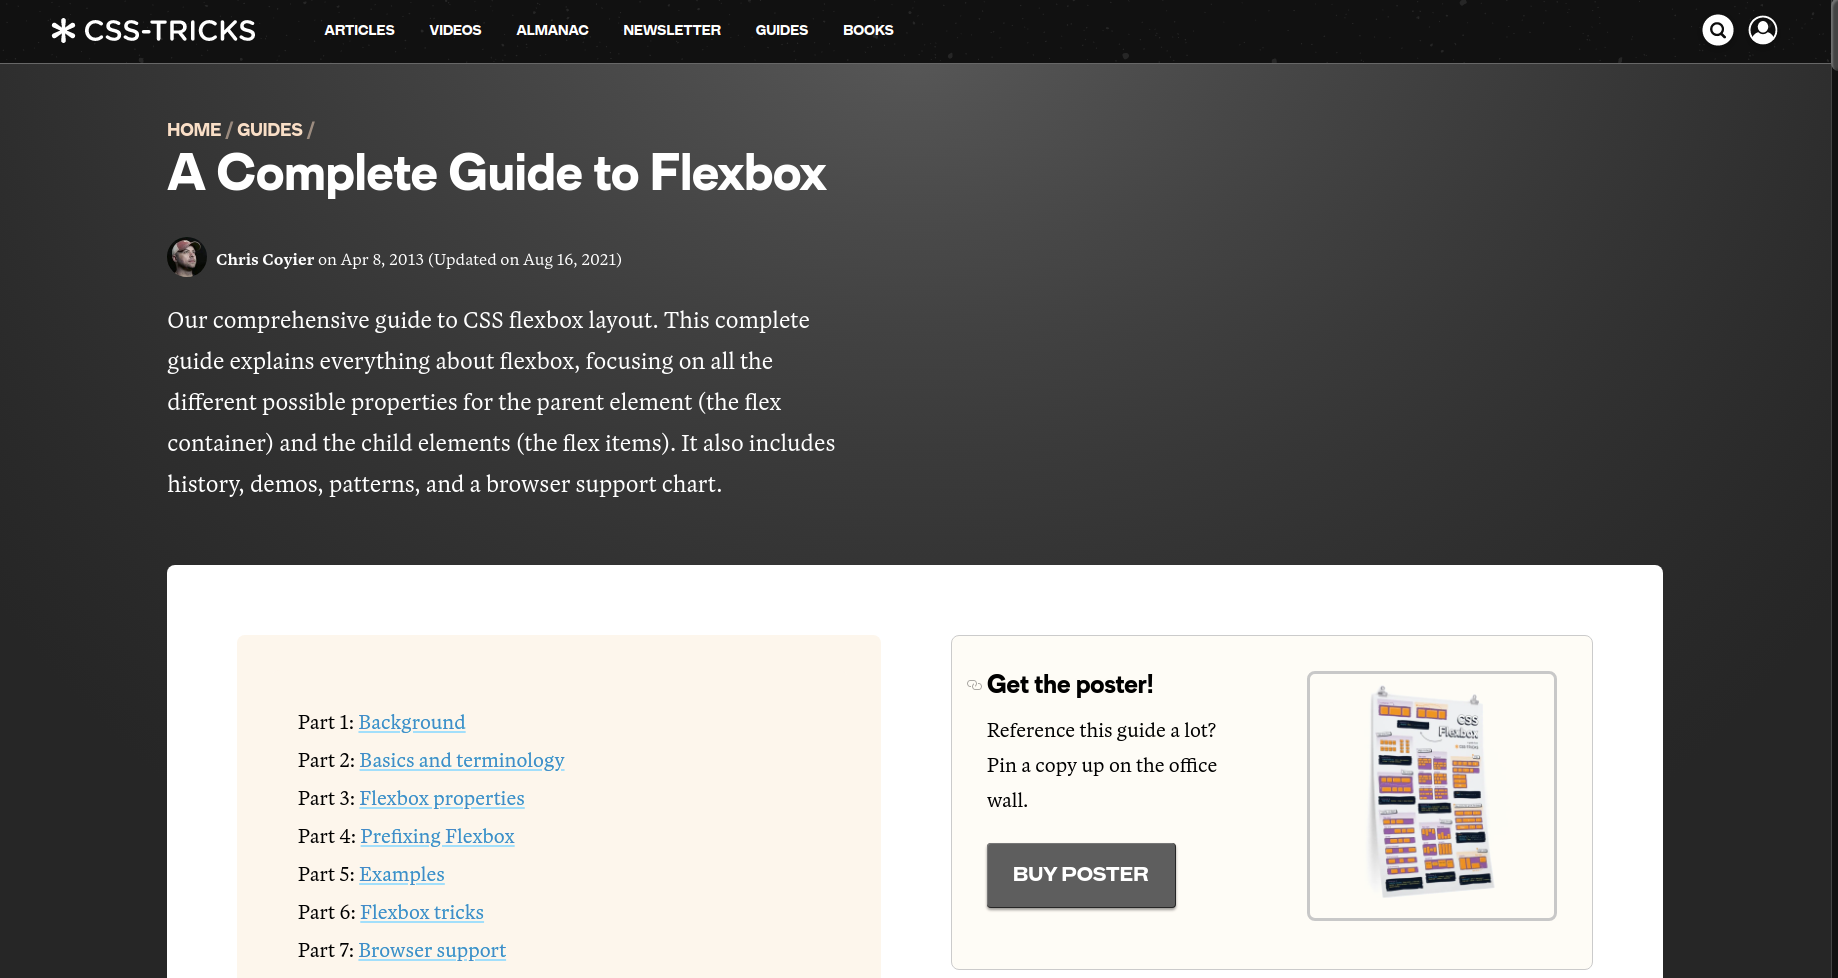 CSS-TRICKS
ARTICLES VIDEOS ALMANAC NEWSLETTER GUIDES BOOKS
HOME / GUIDES /
A Complete Guide to Flexbox
Chris Coyier on Apr 8, 2013 (Updated on Aug 16, 2021)
Our comprehensive guide to CSS flexbox layout. This complete
guide explains everything about flexbox, focusing on all the
different possible properties for the parent element (the flex
container) and the child elements (the flex items). It also includes
history, demos, patterns, and a browser support chart.
Part 1: Background
Part 2: Basics and terminology
Part 3: Flexbox properties
Part 4: Prefixing Flexbox
Part 5: Examples
Part 6: Flexbox tricks
Part 7: Browser support
Get the poster!
Reference this guide a lot?
Pin a copy up on the office
wall.
BUY POSTER
CSS
Flexbox